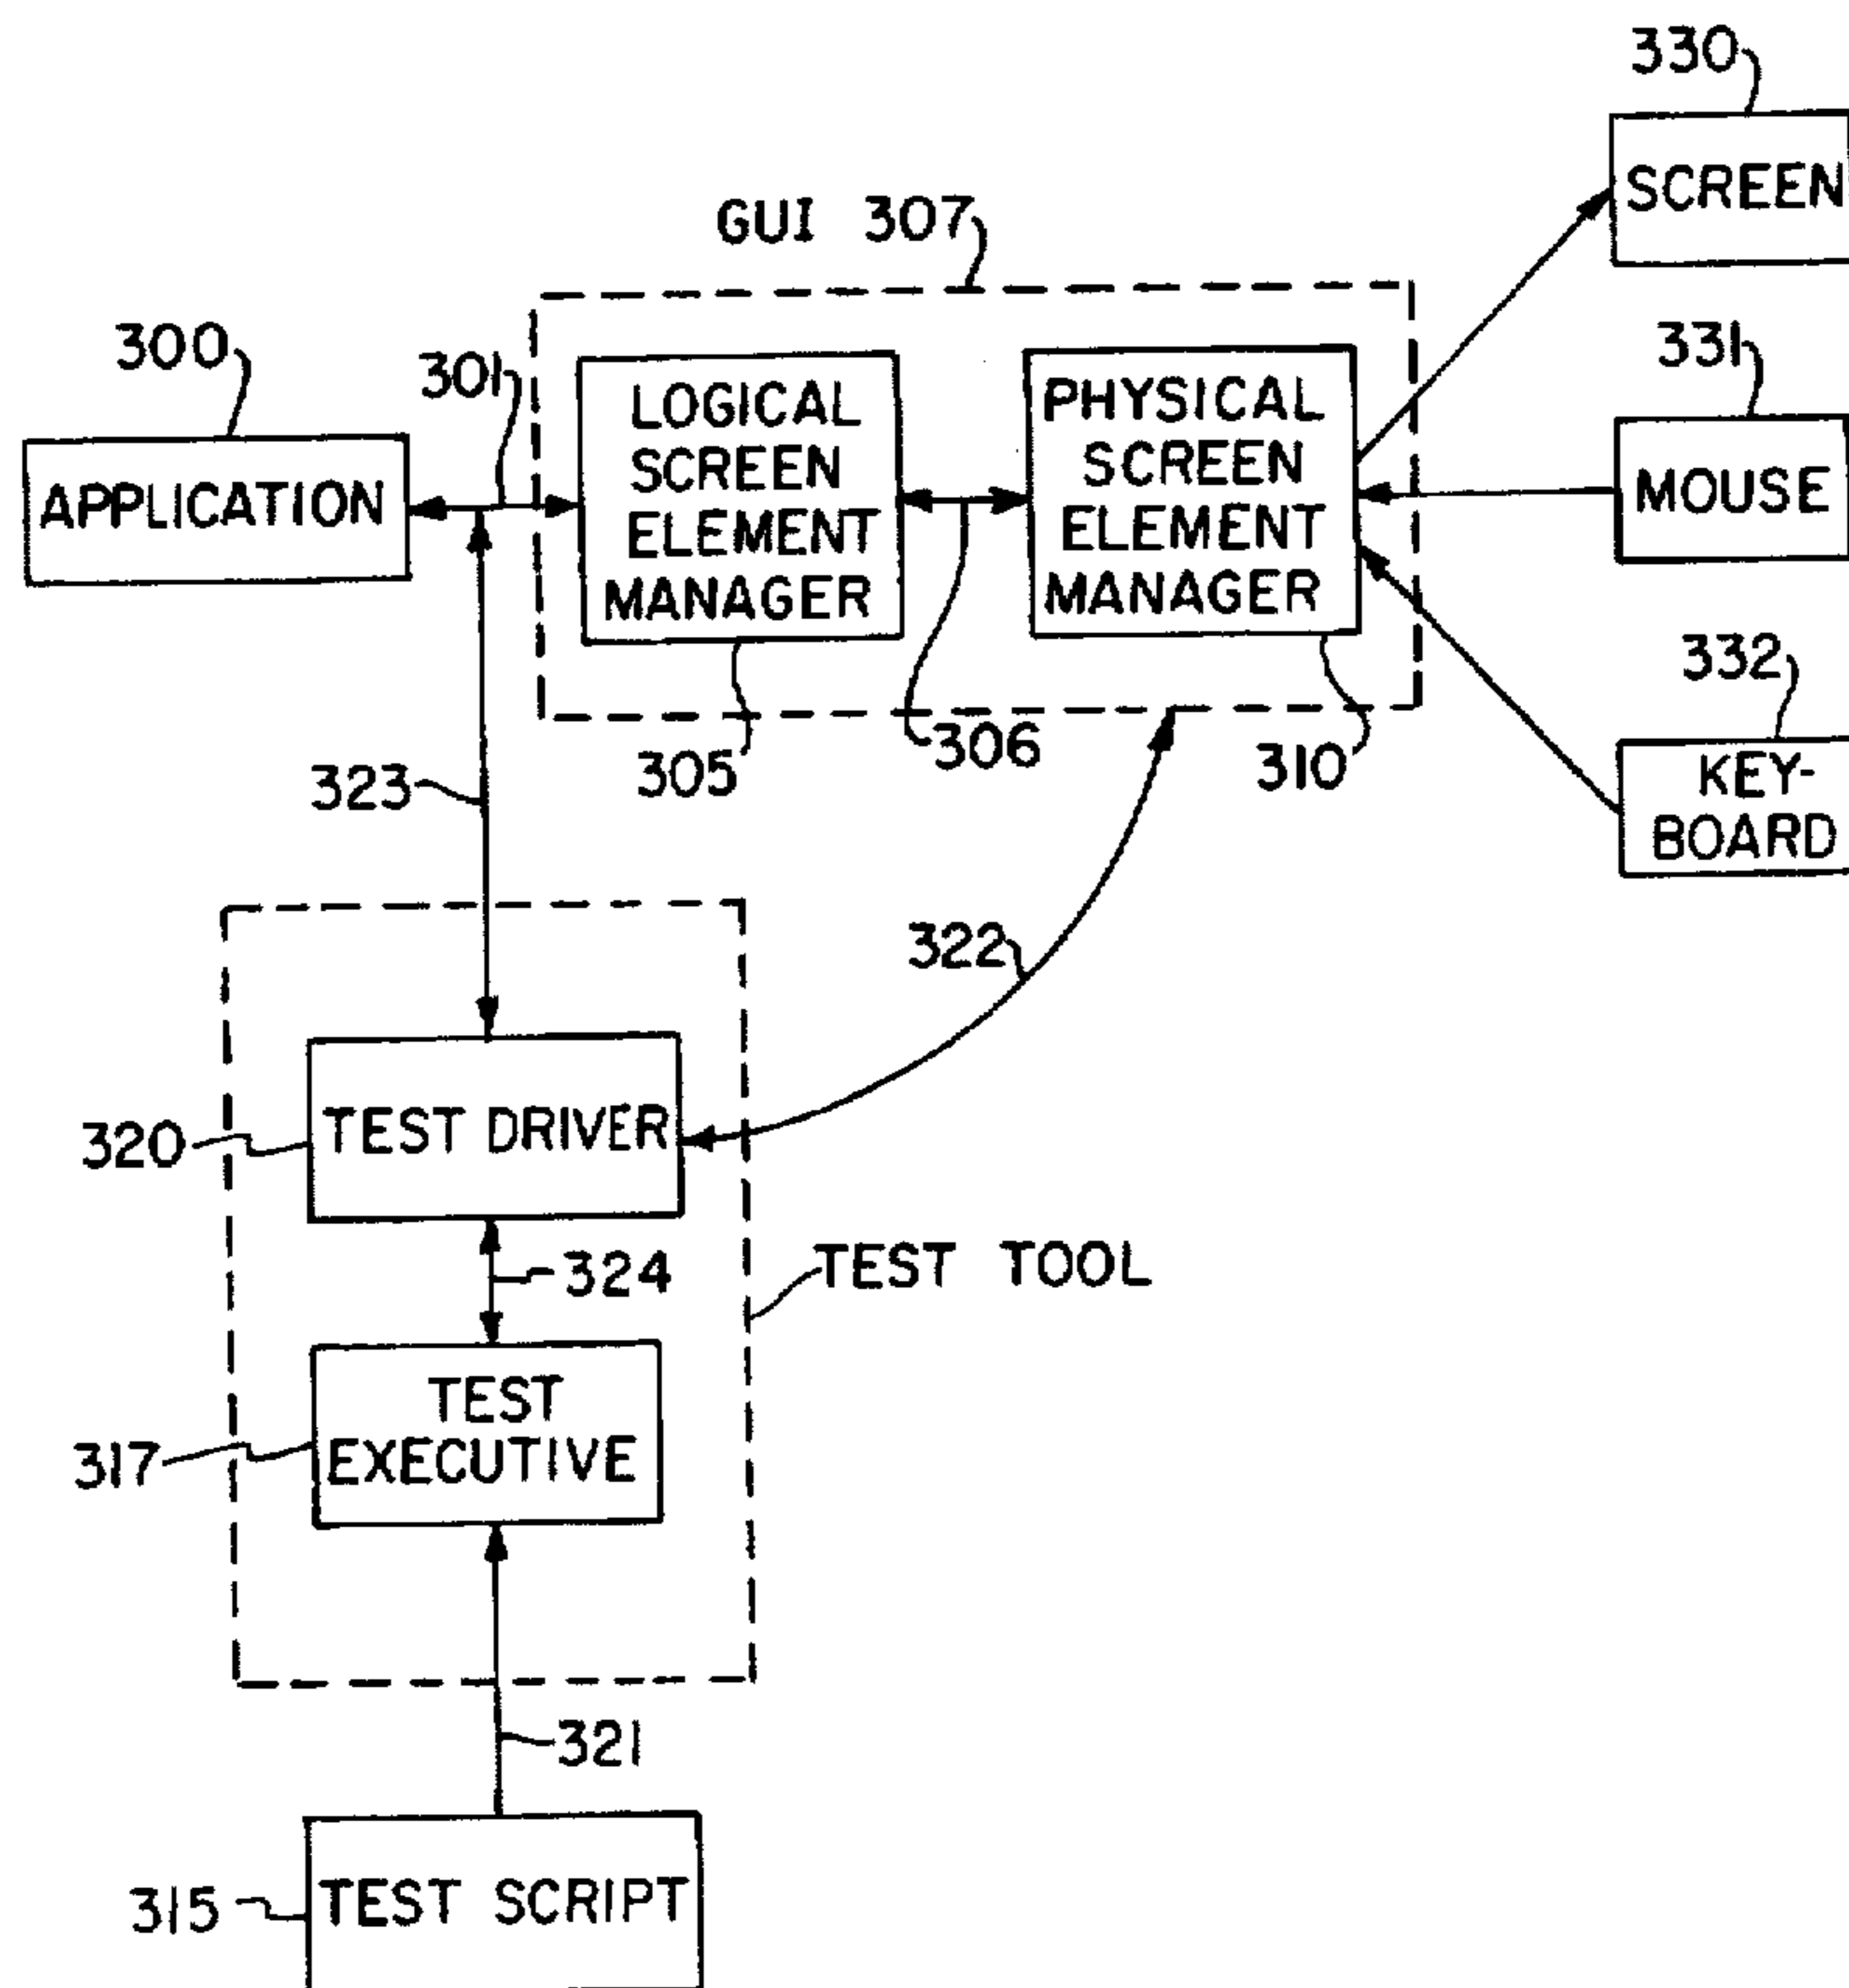 330
SCREEN
GUI 307
331
MOUSE
300
301
APPLICATION
LOGICAL
SCREEN
ELEMENT
MANAGER
PHYSICAL
SCREEN
ELEMENT
MANAGER
332
KEY-
BOARD
305
306
310
323
322
320
TEST DRIVER
324
TEST TOOL
317
TEST
EXECUTIVE
321
315
TEST SCRIPT